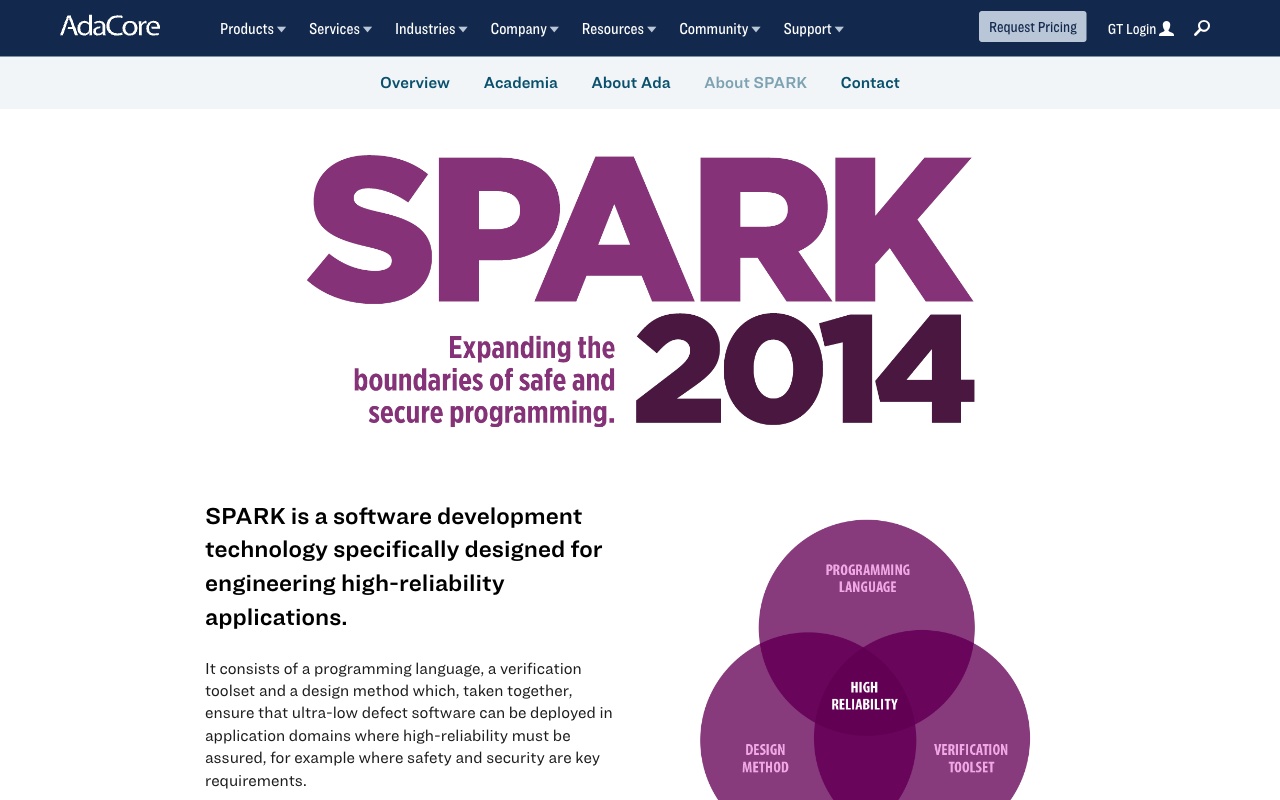 AdaCore
Products Services Industries Company Resources Community Support
Request Pricing
GT Login
Overview Academia About Ada About SPARK Contact
SPARK
2014
Expanding the
boundaries of safe and
secure programming.
SPARK is a software development
technology specifically designed for
engineering high-reliability
applications.
It consists of a programming language, a verification
toolset and a design method which, taken together,
ensure that ultra-low defect software can be deployed in
application domains where high-reliability must be
assured, for example where safety and security are key
requirements.
PROGRAMMING
LANGUAGE
HIGH
RELIABILITY
DESIGN
METHOD
VERIFICATION
TOOLSET